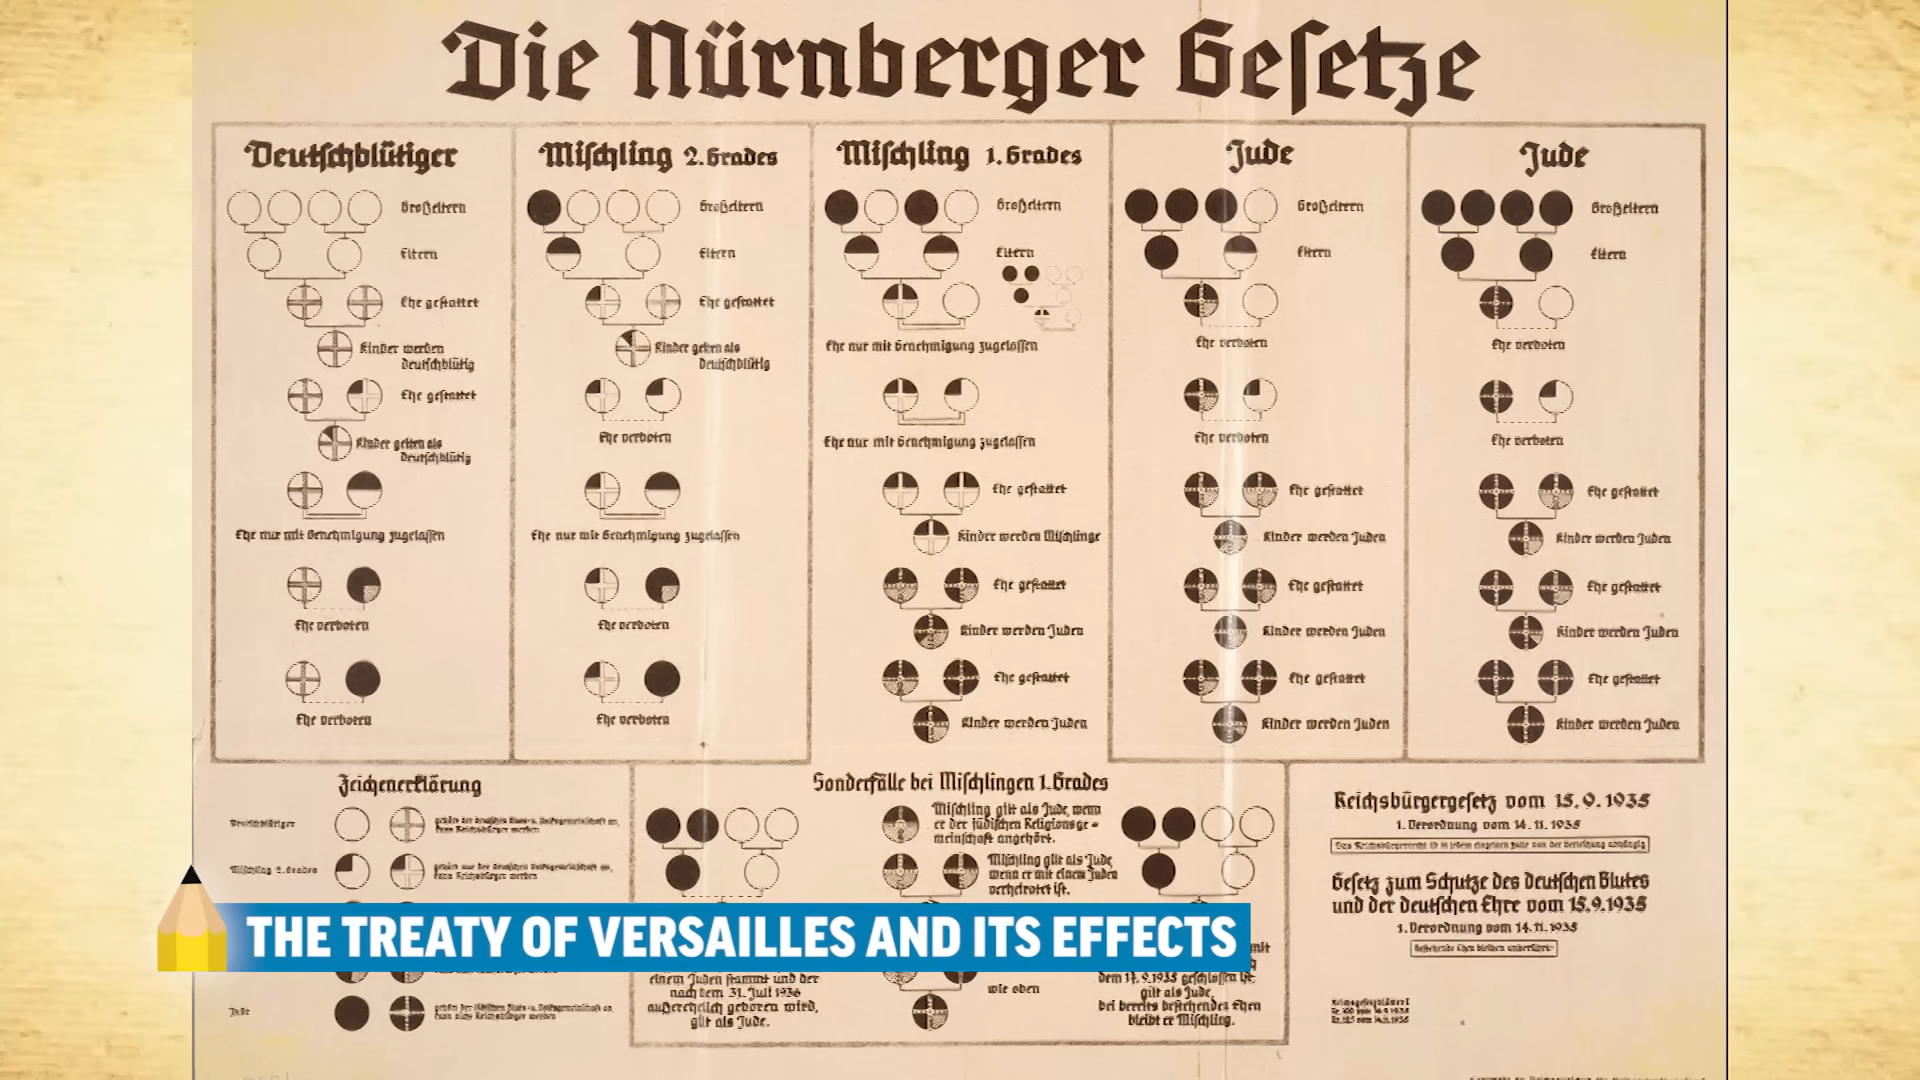 Die Nürnberger Gesetze
Deutschblütiger
Großeltern
Eltern
Ehe gestattet
Kinder werden
deutschblütig
Ehe gestattet
Kinder gelten als
deutschblütig
Ehe nur mit Genehmigung zugelassen
Ehe verboten
Ehe verboten
Mischling 2. Grades
Großeltern
Eltern
Ehe gestattet
Kinder gelten als
deutschblütig
Ehe verboten
Ehe nur mit Genehmigung zugelassen
Ehe verboten
Ehe verboten
Mischling 1. Grades
Großeltern
Eltern
Ehe nur mit Genehmigung zugelassen
Ehe nur mit Genehmigung zugelassen
Ehe gestattet
Kinder werden Mischlinge
Ehe gestattet
Kinder werden Juden
Ehe gestattet
Kinder werden Juden
Jude
Großeltern
Eltern
Ehe verboten
Ehe verboten
Ehe gestattet
Kinder werden Juden
Ehe gestattet
Kinder werden Juden
Ehe gestattet
Kinder werden Juden
Jude
Großeltern
Eltern
Ehe verboten
Ehe verboten
Ehe gestattet
Kinder werden Juden
Ehe gestattet
Kinder werden Juden
Ehe gestattet
Kinder werden Juden
Zeichenerklärung
Deutschblütiger
Mischling 2. Grades
Jude
Sonderfälle bei Mischlingen 1. Grades
Mischling gilt als Jude, wenn
er der jüdischen Religionsge-
meinschaft angehört.
Mischling gilt als Jude,
wenn er mit einem Juden
verheiratet ist.
einem Juden stammt und der
nach dem 31. Juli 1936
außerehelich geboren wird,
gilt als Jude.
wie oben
mit
dem 17.9.1935 geschlossen ist,
gilt als Jude,
bei bereits bestehenden Ehen
bleibt er Mischling.
Reichsbürgergesetz vom 15.9.1935
1. Verordnung vom 14.11.1935
Gesetz zum Schutze des deutschen Blutes
und der deutschen Ehre vom 15.9.1935
1. Verordnung vom 14.11.1935
Bestehende Ehen bleiben unberührt
THE TREATY OF VERSAILLES AND ITS EFFECTS